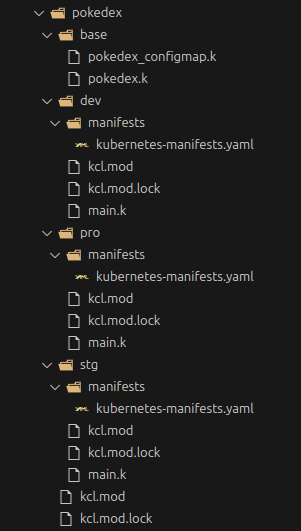 pokedex
base
pokedex_configmap.k
pokedex.k
dev
manifests
kubernetes-manifests.yaml
kcl.mod
kcl.mod.lock
main.k
pro
manifests
kubernetes-manifests.yaml
kcl.mod
kcl.mod.lock
main.k
stg
manifests
kubernetes-manifests.yaml
kcl.mod
kcl.mod.lock
main.k
kcl.mod
kcl.mod.lock